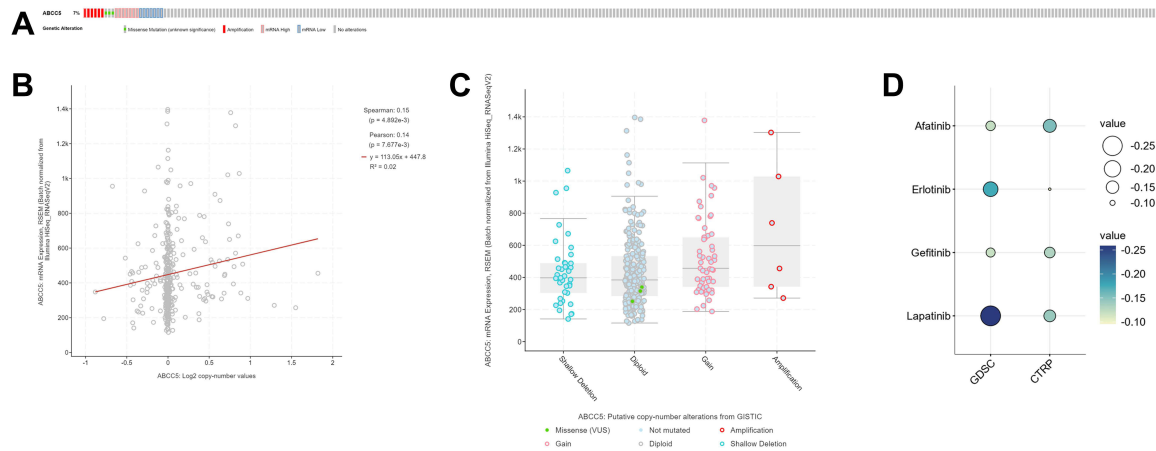 A
ABCC5 7%
Genetic Alteration Missense Mutation (unknown significance) Amplification mRNA High mRNA Low No alterations
B
ABCC5: mRNA Expression, RSEM (Batch normalized from
Illumina HiSeq_RNASeqV2)
1.4k
1.2k
1k
800
600
400
200
0
-1 -0.5 0 0.5 1 1.5 2
ABCC5: Log2 copy-number values
Spearman: 0.15
(p = 4.892e-3)
Pearson: 0.14
(p = 7.677e-3)
y = 113.05x + 447.8
R² = 0.02
C
ABCC5: mRNA Expression, RSEM (Batch normalized from Illumina HiSeq_RNASeqV2)
1.4k
1.2k
1k
800
600
400
200
0
Shallow Deletion
Diploid
Gain
Amplification
ABCC5: Putative copy-number alterations from GISTIC
Missense (VUS) Not mutated Amplification
Gain Diploid Shallow Deletion
D
Afatinib
Erlotinib
Gefitinib
Lapatinib
GDSC
CTRP
value
-0.25
-0.20
-0.15
-0.10
value
-0.25
-0.20
-0.15
-0.10